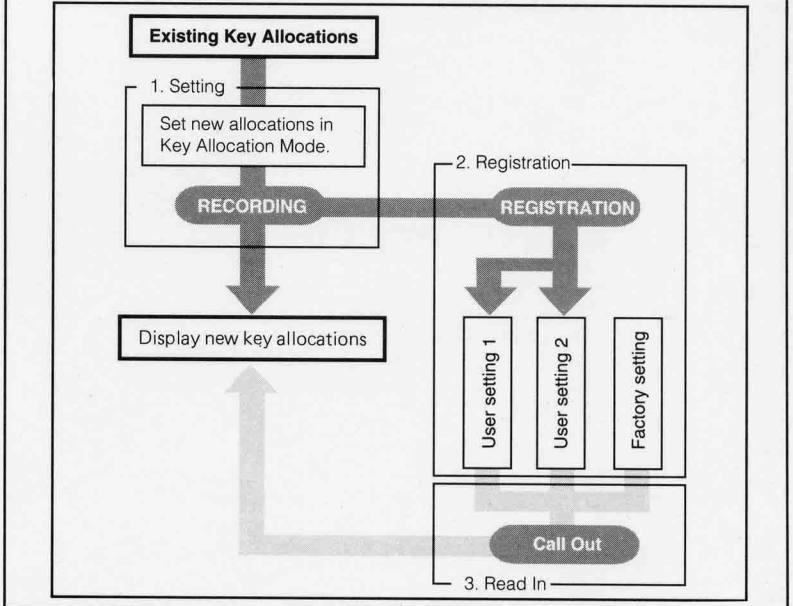 Existing Key Allocations
1. Setting
Set new allocations in
Key Allocation Mode.
RECORDING
2. Registration
REGISTRATION
Display new key allocations
User setting 1
User setting 2
Factory setting
Call Out
3. Read In